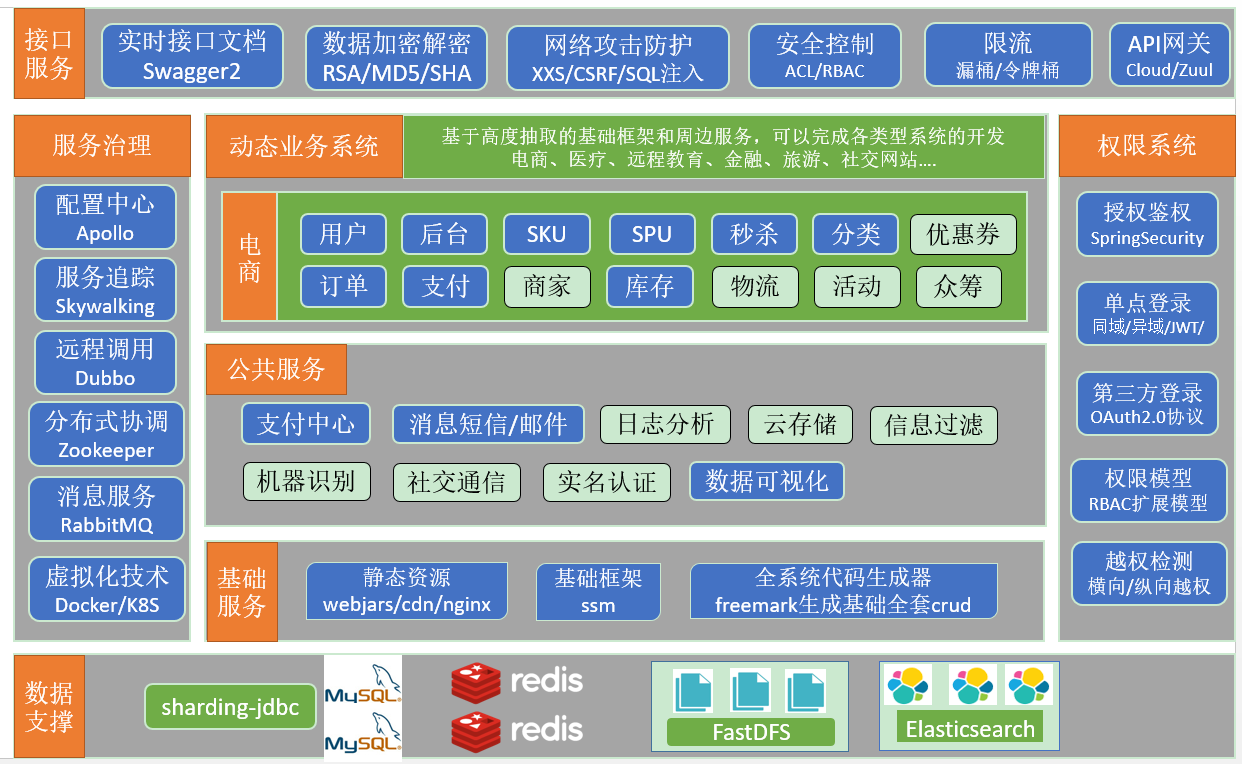 接口
服务
实时接口文档
Swagger2
数据加密解密
RSA/MD5/SHA
网络攻击防护
XXS/CSRF/SQL注入
安全控制
ACL/RBAC
限流
漏桶/令牌桶
API网关
Cloud/Zuul
服务治理
配置中心
Apollo
服务追踪
Skywalking
远程调用
Dubbo
分布式协调
Zookeeper
消息服务
RabbitMQ
虚拟化技术
Docker/K8S
动态业务系统
基于高度抽取的基础框架和周边服务，可以完成各类型系统的开发
电商、医疗、远程教育、金融、旅游、社交网站....
电
商
用户
后台
SKU
SPU
秒杀
分类
优惠券
订单
支付
商家
库存
物流
活动
众筹
公共服务
支付中心
消息短信/邮件
日志分析
云存储
信息过滤
机器识别
社交通信
实名认证
数据可视化
基础
服务
静态资源
webjars/cdn/nginx
基础框架
ssm
全系统代码生成器
freemark生成基础全套crud
权限系统
授权鉴权
SpringSecurity
单点登录
同域/异域/JWT/
第三方登录
OAuth2.0协议
权限模型
RBAC扩展模型
越权检测
横向/纵向越权
数据
支撑
sharding-jdbc
MySQL
MySQL
redis
redis
FastDFS
Elasticsearch